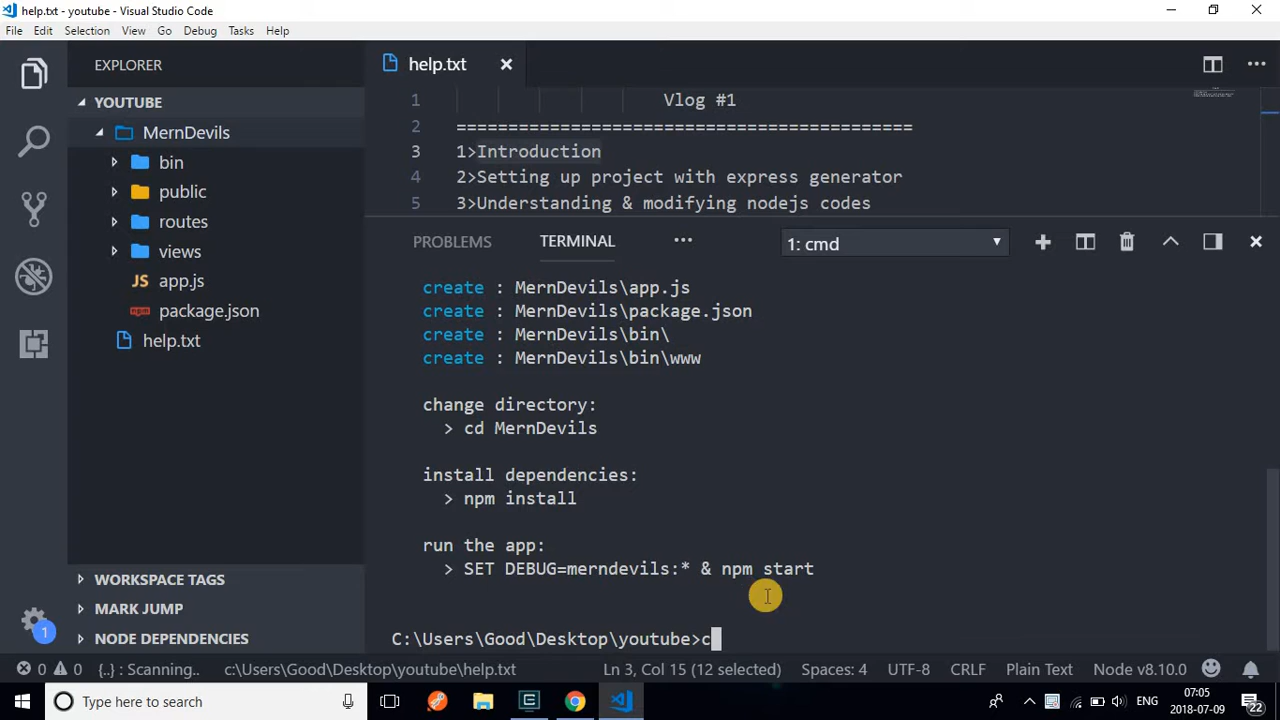 help.txt - youtube - Visual Studio Code
File Edit Selection View Go Debug Tasks Help
EXPLORER
YOUTUBE
MernDevils
bin
public
routes
views
JS app.js
package.json
help.txt
WORKSPACE TAGS
MARK JUMP
NODE DEPENDENCIES
1
help.txt
1 Vlog #1
2 ============================================
3 1>Introduction
4 2>Setting up project with express generator
5 3>Understanding & modifying nodejs codes
PROBLEMS TERMINAL ... 1: cmd
create : MernDevils\app.js
create : MernDevils\package.json
create : MernDevils\bin\
create : MernDevils\bin\www
change directory:
> cd MernDevils
install dependencies:
> npm install
run the app:
> SET DEBUG=merndevils:* & npm start
C:\Users\Good\Desktop\youtube>c
0 0 {..} : Scanning.. c:\Users\Good\Desktop\youtube\help.txt Ln 3, Col 15 (12 selected) Spaces: 4 UTF-8 CRLF Plain Text Node v8.10.0
Type here to search
ENG
07:05
2018-07-09
22